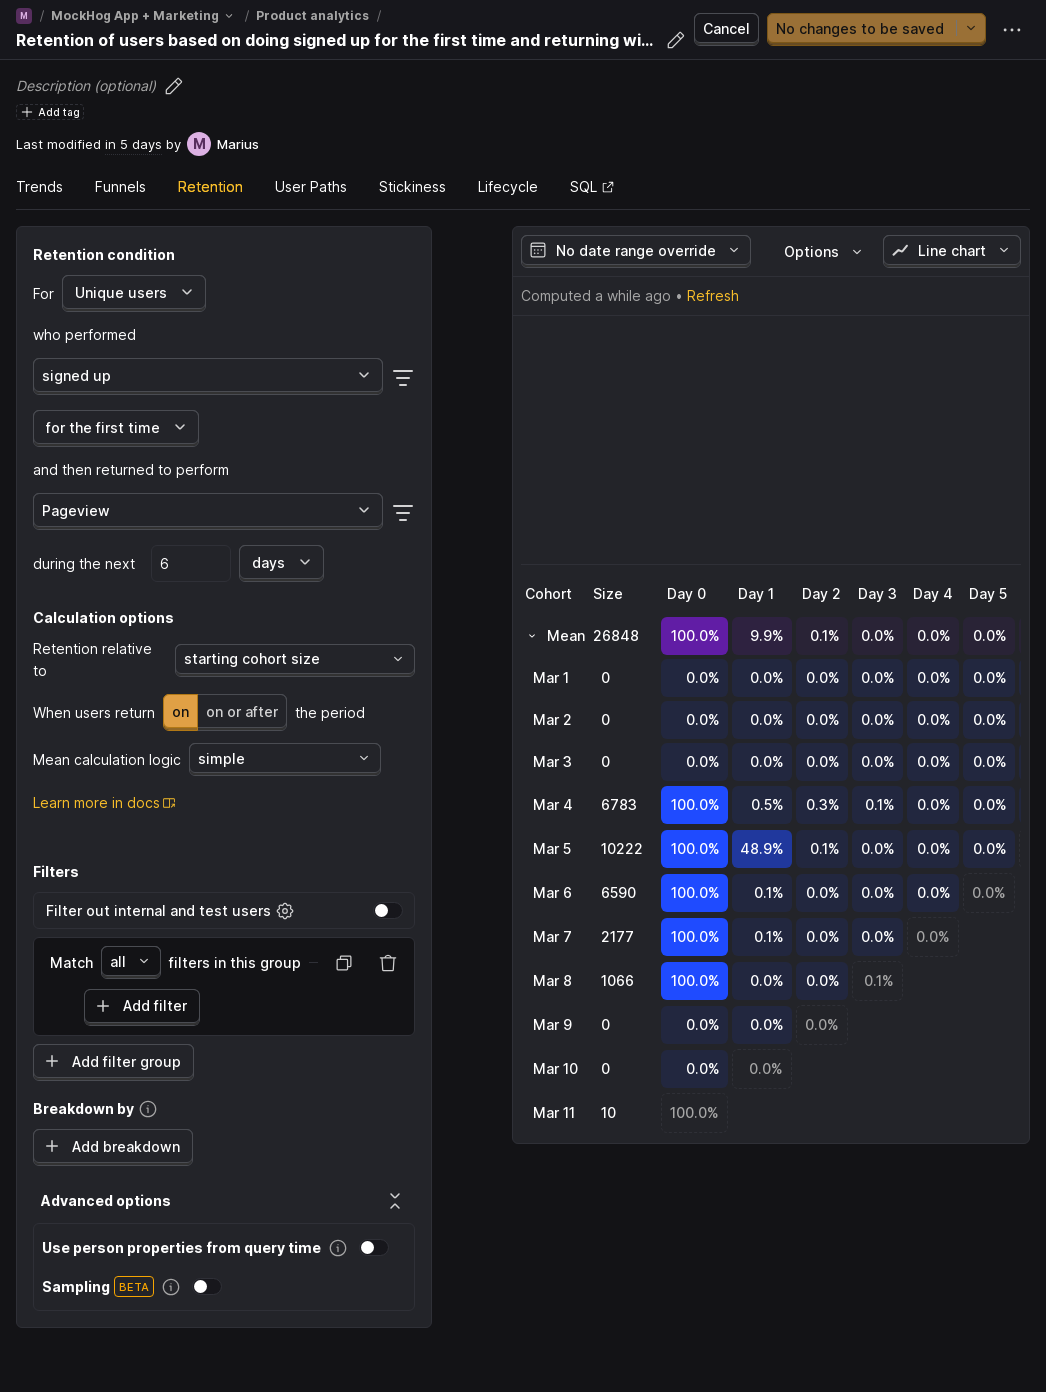 M / MockHog App + Marketing / Product analytics /
Retention of users based on doing signed up for the first time and returning wi...
Cancel
No changes to be saved
Description (optional)
Add tag
Last modified in 5 days by M Marius
Trends Funnels Retention User Paths Stickiness Lifecycle SQL
Retention condition
For Unique users
who performed
signed up
for the first time
and then returned to perform
Pageview
during the next 6 days
Calculation options
Retention relative
to
starting cohort size
When users return on on or after the period
Mean calculation logic simple
Learn more in docs
Filters
Filter out internal and test users
Match all filters in this group
Add filter
Add filter group
Breakdown by
Add breakdown
Advanced options
Use person properties from query time
Sampling BETA
No date range override Options Line chart
Computed a while ago • Refresh
Cohort Size Day 0 Day 1 Day 2 Day 3 Day 4 Day 5
Mean 26848 100.0% 9.9% 0.1% 0.0% 0.0% 0.0%
Mar 1 0 0.0% 0.0% 0.0% 0.0% 0.0% 0.0%
Mar 2 0 0.0% 0.0% 0.0% 0.0% 0.0% 0.0%
Mar 3 0 0.0% 0.0% 0.0% 0.0% 0.0% 0.0%
Mar 4 6783 100.0% 0.5% 0.3% 0.1% 0.0% 0.0%
Mar 5 10222 100.0% 48.9% 0.1% 0.0% 0.0% 0.0%
Mar 6 6590 100.0% 0.1% 0.0% 0.0% 0.0% 0.0%
Mar 7 2177 100.0% 0.1% 0.0% 0.0% 0.0%
Mar 8 1066 100.0% 0.0% 0.0% 0.1%
Mar 9 0 0.0% 0.0% 0.0%
Mar 10 0 0.0% 0.0%
Mar 11 10 100.0%